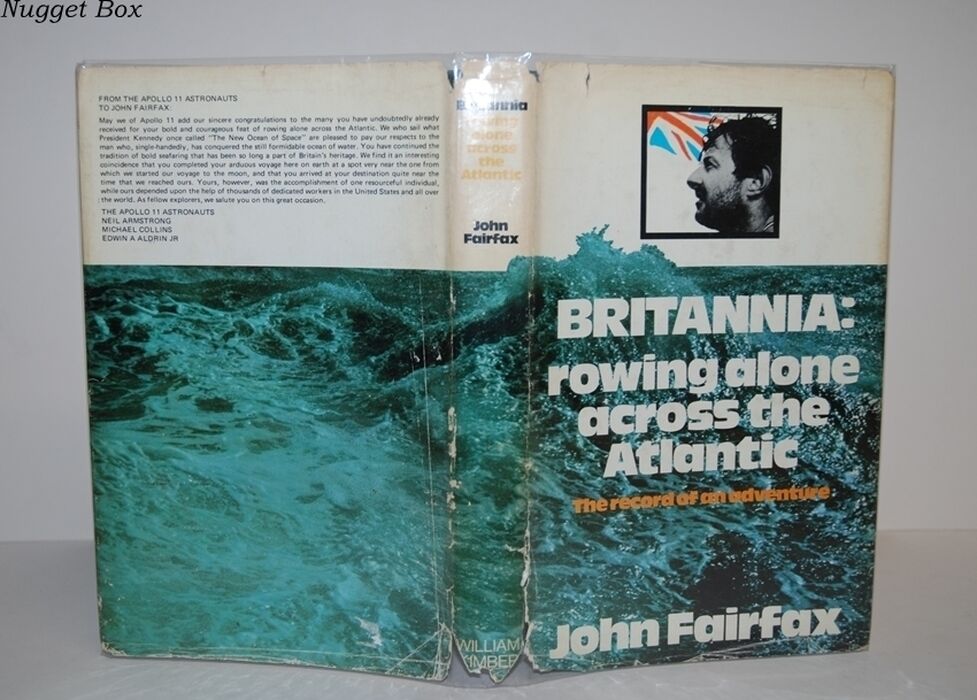 Nugget Box
FROM THE APOLLO 11 ASTRONAUTS
TO JOHN FAIRFAX:
May we of Apollo 11 add our sincere congratulations to the many you have undoubtedly already
received for your bold and courageous feat of rowing alone across the Atlantic. We who sail what
President Kennedy once called "The New Ocean of Space" are pleased to pay our respects to the
man who, single-handedly, has conquered the still formidable ocean of water. You have continued the
tradition of bold seafaring that has been so long a part of Britain's heritage. We find it an interesting
coincidence that you completed your arduous voyage here on earth at a spot very near the one from
which we started our voyage to the moon, and that you arrived at your destination quite near the
time that we reached ours. Yours, however, was the accomplishment of one resourceful individual,
while ours depended upon the help of thousands of dedicated workers in the United States and all over
the world. As fellow explorers, we salute you on this great occasion.
THE APOLLO 11 ASTRONAUTS
NEIL ARMSTRONG
MICHAEL COLLINS
EDWIN A ALDRIN JR
Britannia
rowing
alone
across
the
Atlantic
John
Fairfax
WILLIAM
KIMBER
BRITANNIA:
rowing alone
across the
Atlantic
The record of an adventure
John Fairfax